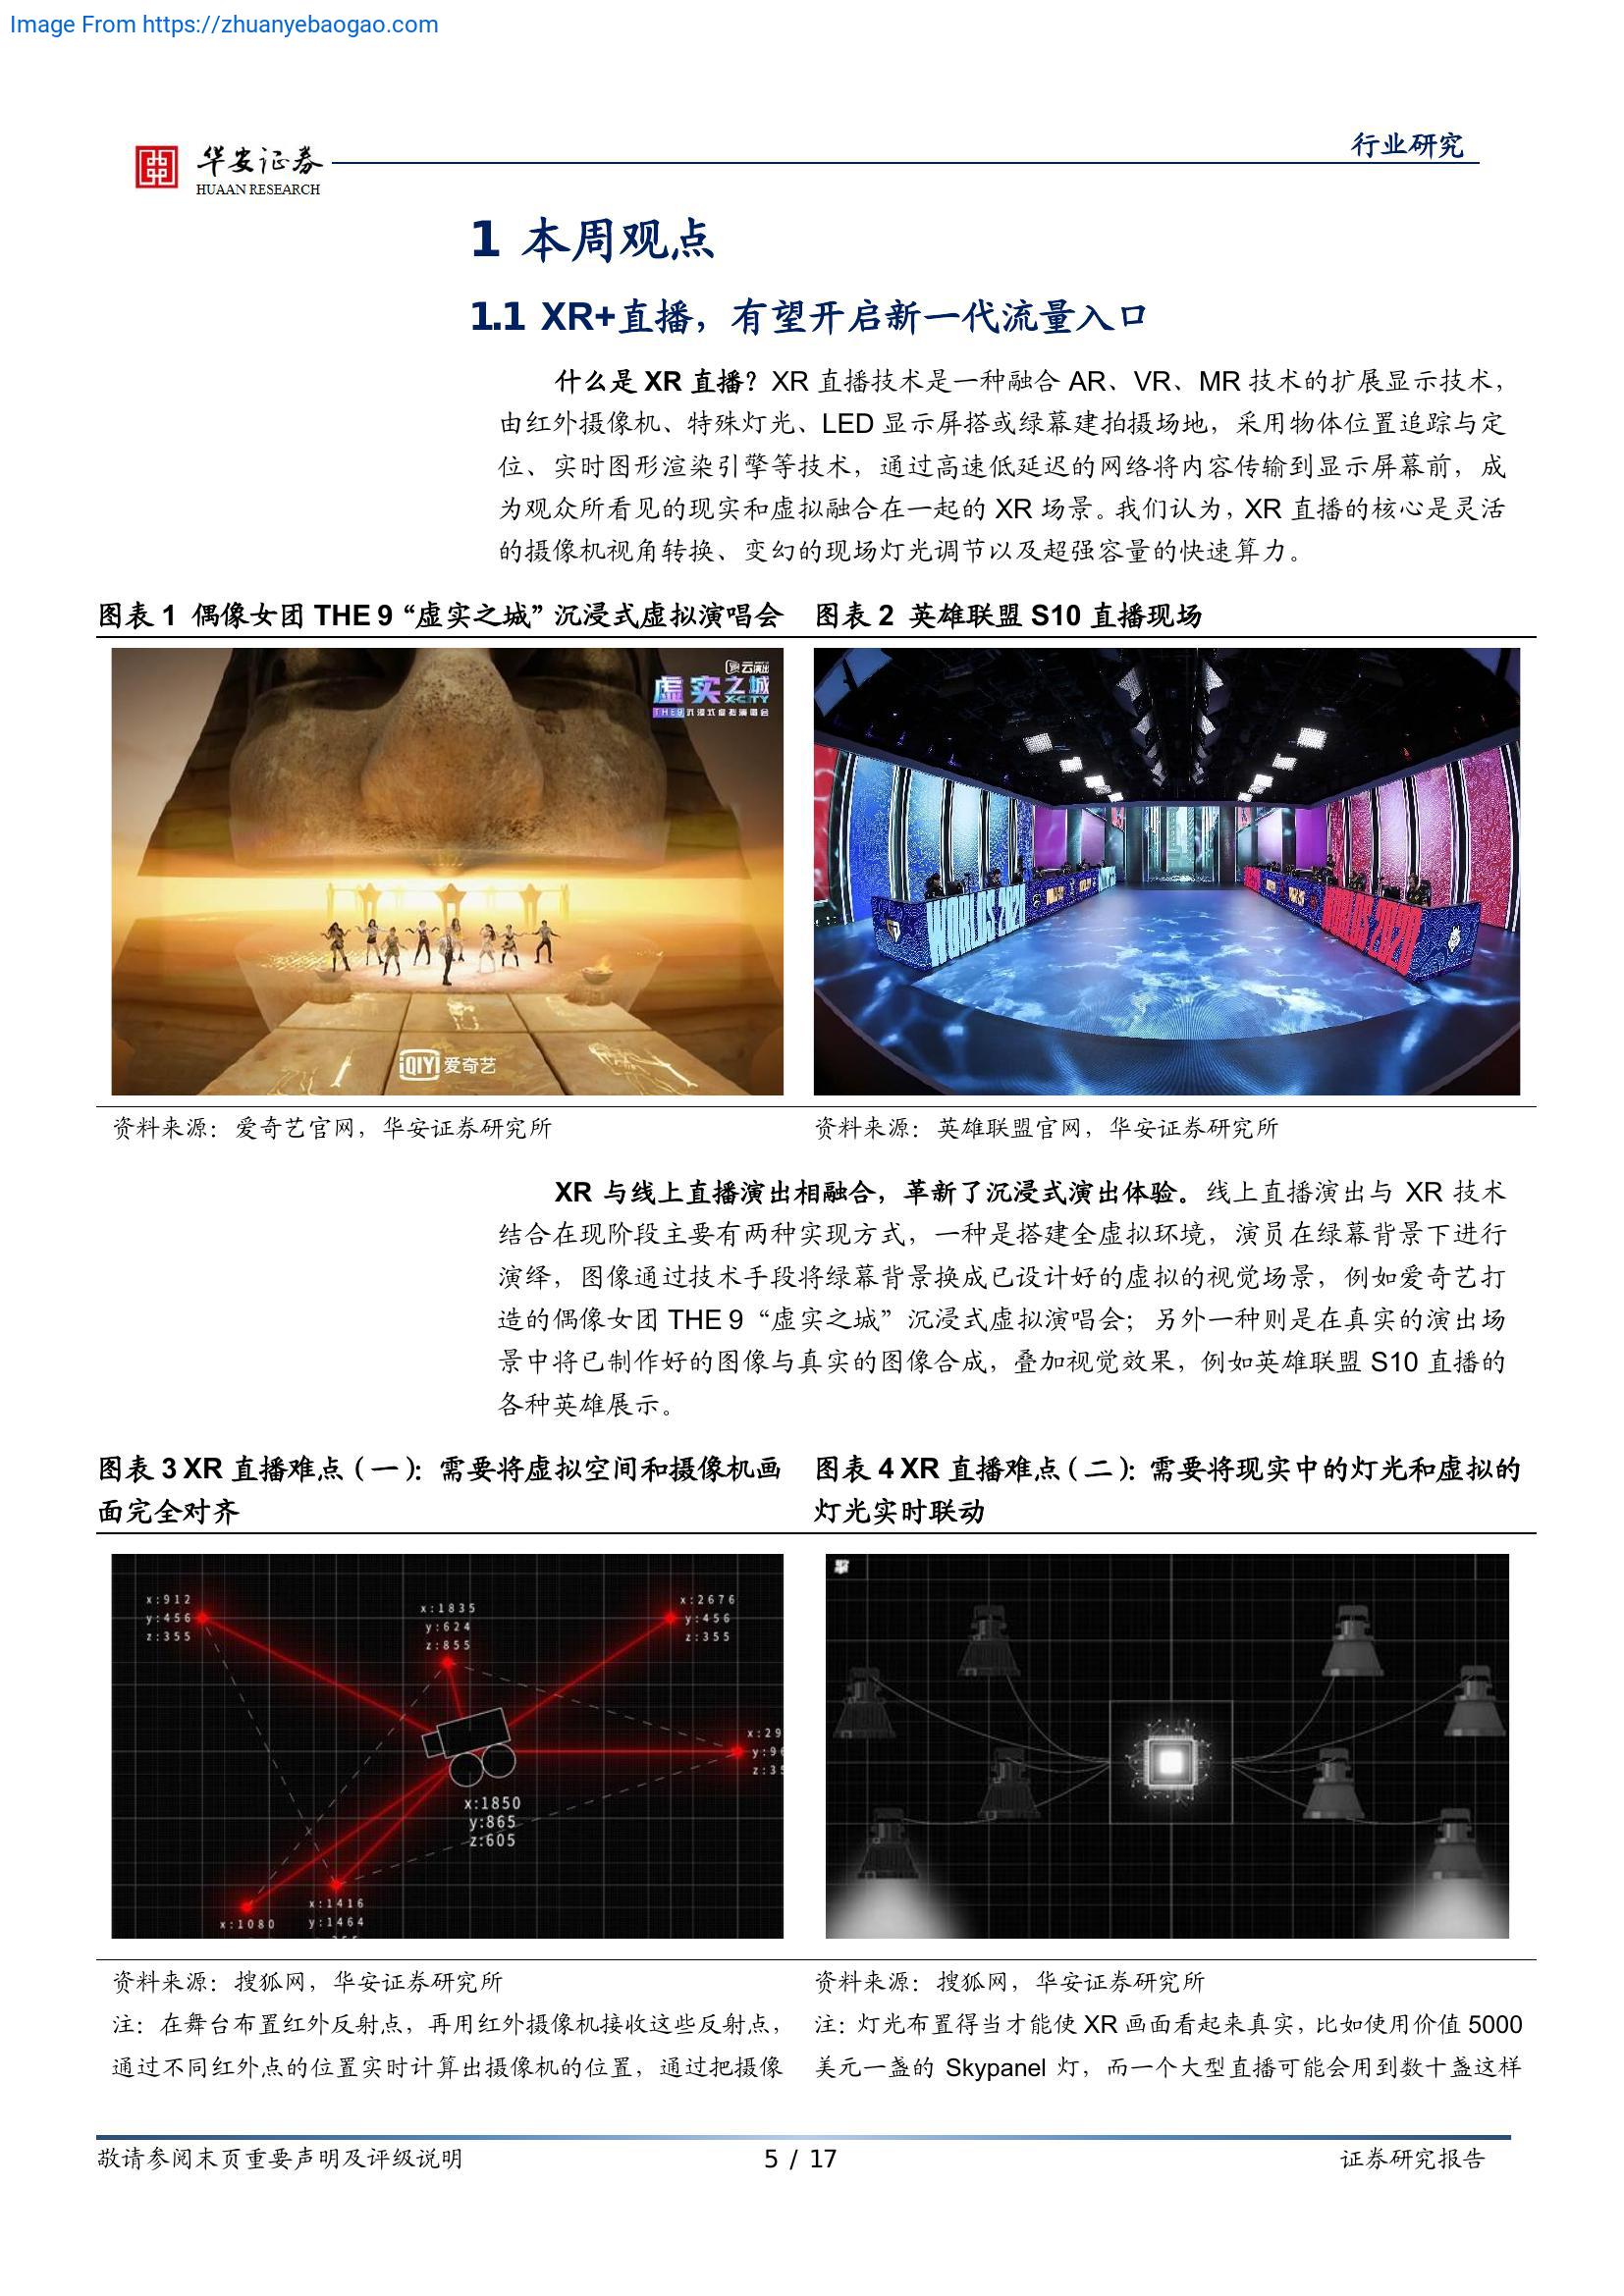 Image From https://zhuanyebaogao.com
华安证券
HUAAN RESEARCH
行业研究
1 本周观点
1.1 XR+直播，有望开启新一代流量入口
什么是 XR 直播？XR 直播技术是一种融合 AR、VR、MR 技术的扩展显示技术，
由红外摄像机、特殊灯光、LED 显示屏搭或绿幕建拍摄场地，采用物体位置追踪与定
位、实时图形渲染引擎等技术，通过高速低延迟的网络将内容传输到显示屏幕前，成
为观众所看见的现实和虚拟融合在一起的 XR 场景。我们认为，XR 直播的核心是灵活
的摄像机视角转换、变幻的现场灯光调节以及超强容量的快速算力。
图表 1 偶像女团 THE 9 “虚实之城” 沉浸式虚拟演唱会
图表 2 英雄联盟 S10 直播现场
云演出
虚实之城
X-CITY
THE9沉浸式虚拟演唱会
iQIYI 爱奇艺
WORLDS 2020
WORLDS 2020
资料来源：爱奇艺官网，华安证券研究所
资料来源：英雄联盟官网，华安证券研究所
XR 与线上直播演出相融合，革新了沉浸式演出体验。线上直播演出与 XR 技术
结合在现阶段主要有两种实现方式，一种是搭建全虚拟环境，演员在绿幕背景下进行
演绎，图像通过技术手段将绿幕背景换成已设计好的虚拟的视觉场景，例如爱奇艺打
造的偶像女团 THE 9 “虚实之城” 沉浸式虚拟演唱会；另外一种则是在真实的演出场
景中将已制作好的图像与真实的图像合成，叠加视觉效果，例如英雄联盟 S10 直播的
各种英雄展示。
图表 3 XR 直播难点（一）：需要将虚拟空间和摄像机画
面完全对齐
图表 4 XR 直播难点（二）：需要将现实中的灯光和虚拟的
灯光实时联动
x:912
y:456
z:355
x:1835
y:624
z:855
x:2676
y:456
z:355
x:29
y:96
z:35
x:1850
y:865
z:605
x:1080
x:1416
y:1464
资料来源：搜狐网，华安证券研究所
注：在舞台布置红外反射点，再用红外摄像机接收这些反射点，
通过不同红外点的位置实时计算出摄像机的位置，通过把摄像
资料来源：搜狐网，华安证券研究所
注：灯光布置得当才能使 XR 画面看起来真实，比如使用价值 5000
美元一盏的 Skypanel 灯，而一个大型直播可能会用到数十盏这样
敬请参阅末页重要声明及评级说明
5 / 17
证券研究报告